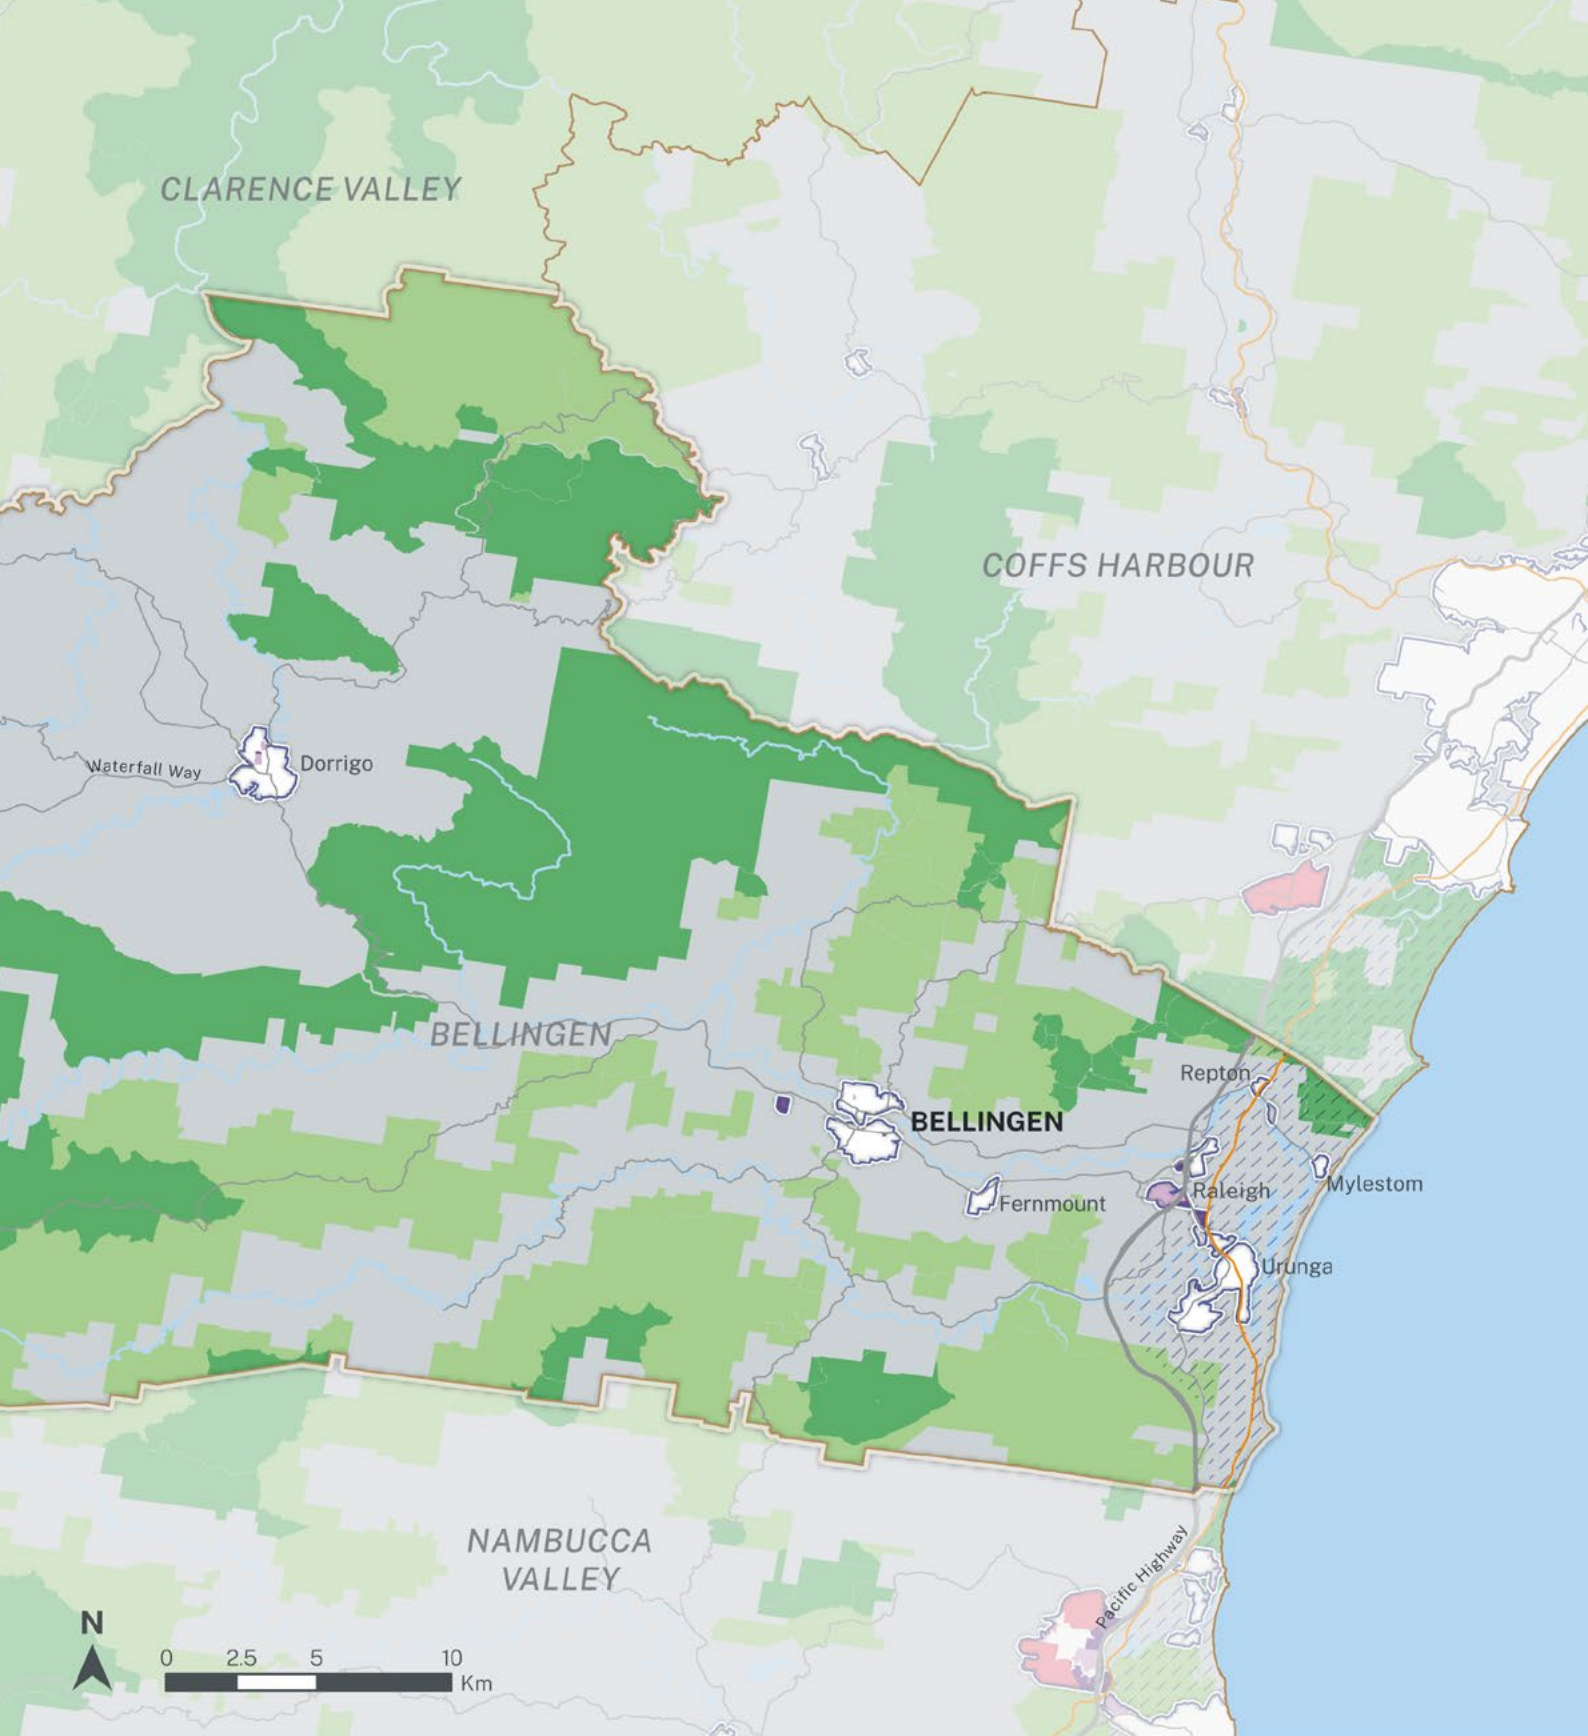 CLARENCE VALLEY
COFFS HARBOUR
Waterfall Way
Dorrigo
BELLINGEN
Repton
BELLINGEN
Raleigh
Mylestom
Fernmount
Urunga
NAMBUCCA
VALLEY
Pacific Highway
N
0 2.5 5 10
Km